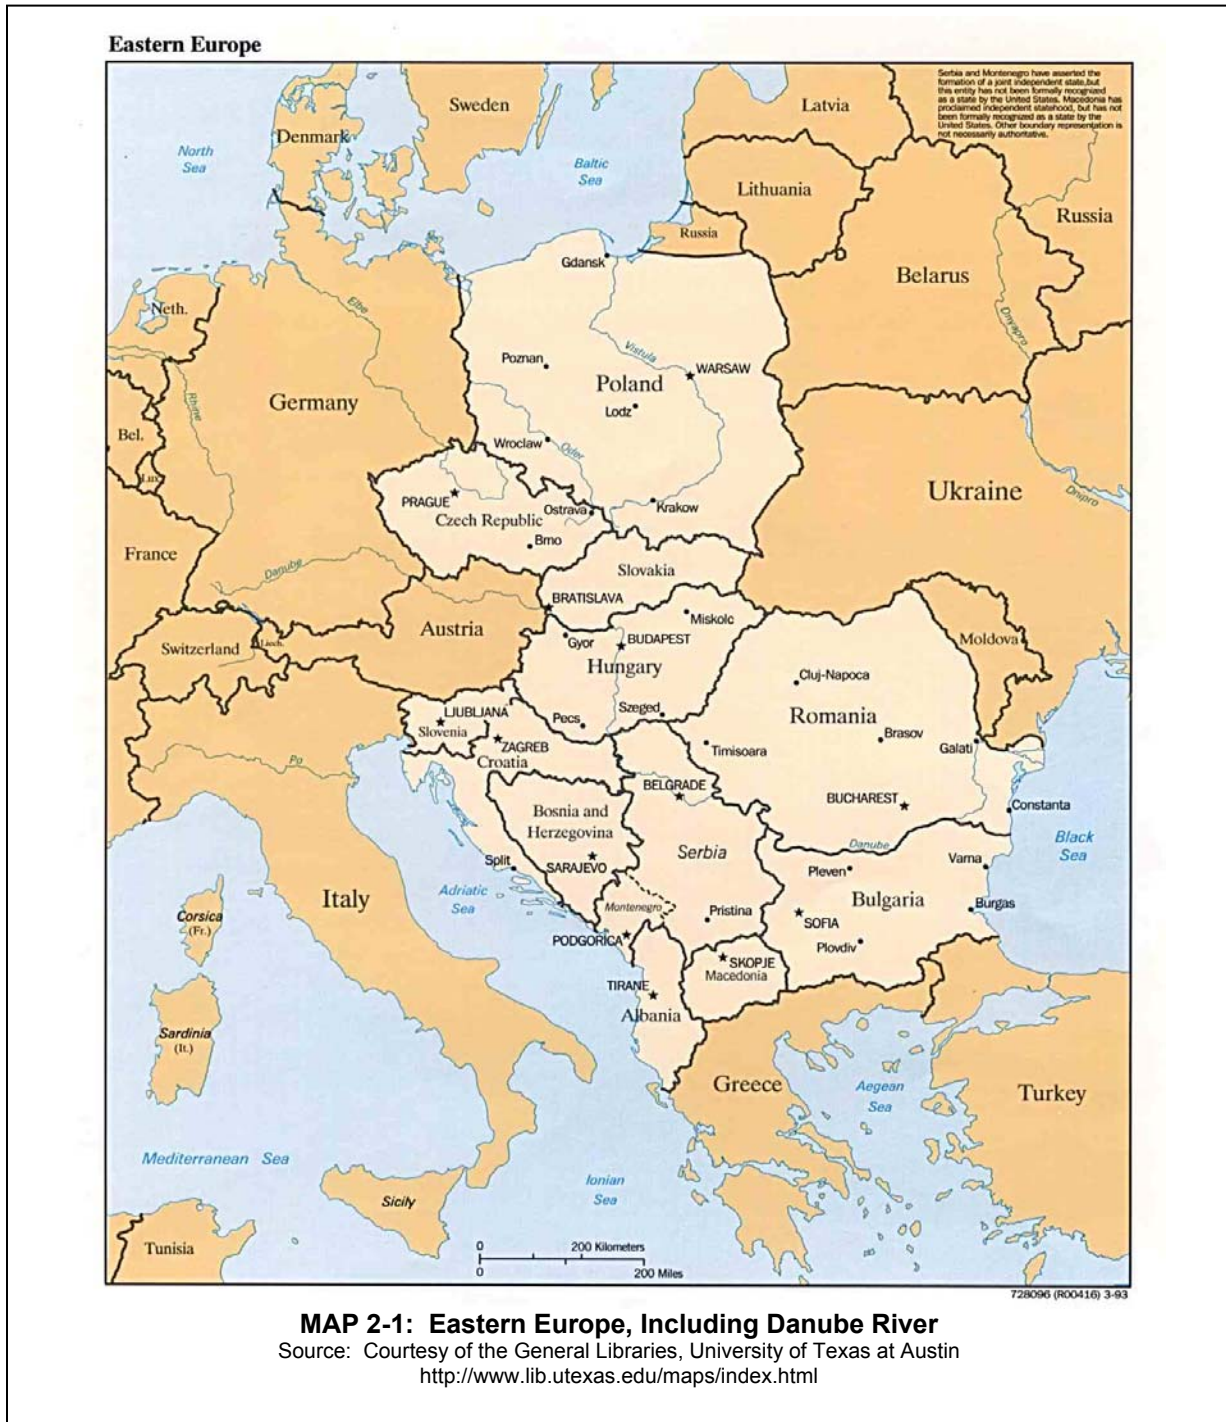 Eastern Europe
Serbia and Montenegro have asserted the
formation of a joint independent state, but
this entity has not been formally recognized
as a state by the United States. Macedonia has
proclaimed independent statehood, but has not
been formally recognized as a state by the
United States. Other boundary representation is
not necessarily authoritative.
Sweden
Latvia
Denmark
North
Sea
Baltic
Sea
Lithuania
Russia
Russia
Gdansk
Belarus
Neth.
Elbe
Dnyapro
Vistula
Poznan
WARSAW
Poland
Rhine
Germany
Lodz
Bel.
Wroclaw
Oder
Lux.
Ukraine
PRAGUE
Dnipro
Ostrava
Krakow
Czech Republic
Brno
France
Danube
Slovakia
BRATISLAVA
Miskolc
Austria
Gyor
BUDAPEST
Moldova
Switzerland
Liech.
Hungary
Cluj-Napoca
Szeged
LJUBLJANA
Pecs
Romania
Slovenia
Brasov
ZAGREB
Timisoara
Galati
Po
Croatia
BELGRADE
BUCHAREST
Constanta
Bosnia and
Herzegovina
Black
Sea
Danube
Serbia
Split
SARAJEVO
Pleven
Varna
Adriatic
Sea
Italy
Bulgaria
Montenegro
Pristina
Burgas
Corsica
(Fr.)
SOFIA
PODGORICA
Plovdiv
SKOPJE
Macedonia
TIRANE
Albania
Sardinia
(It.)
Greece
Aegean
Sea
Turkey
Mediterranean Sea
Ionian
Sea
Sicily
Tunisia
0 200 Kilometers
0 200 Miles
728096 (R00416) 3-93
MAP 2-1: Eastern Europe, Including Danube River
Source: Courtesy of the General Libraries, University of Texas at Austin
http://www.lib.utexas.edu/maps/index.html